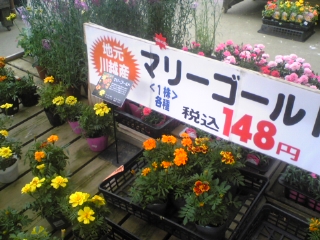 地元
川越産
マリーゴールド
<1株>
各種
税込148円